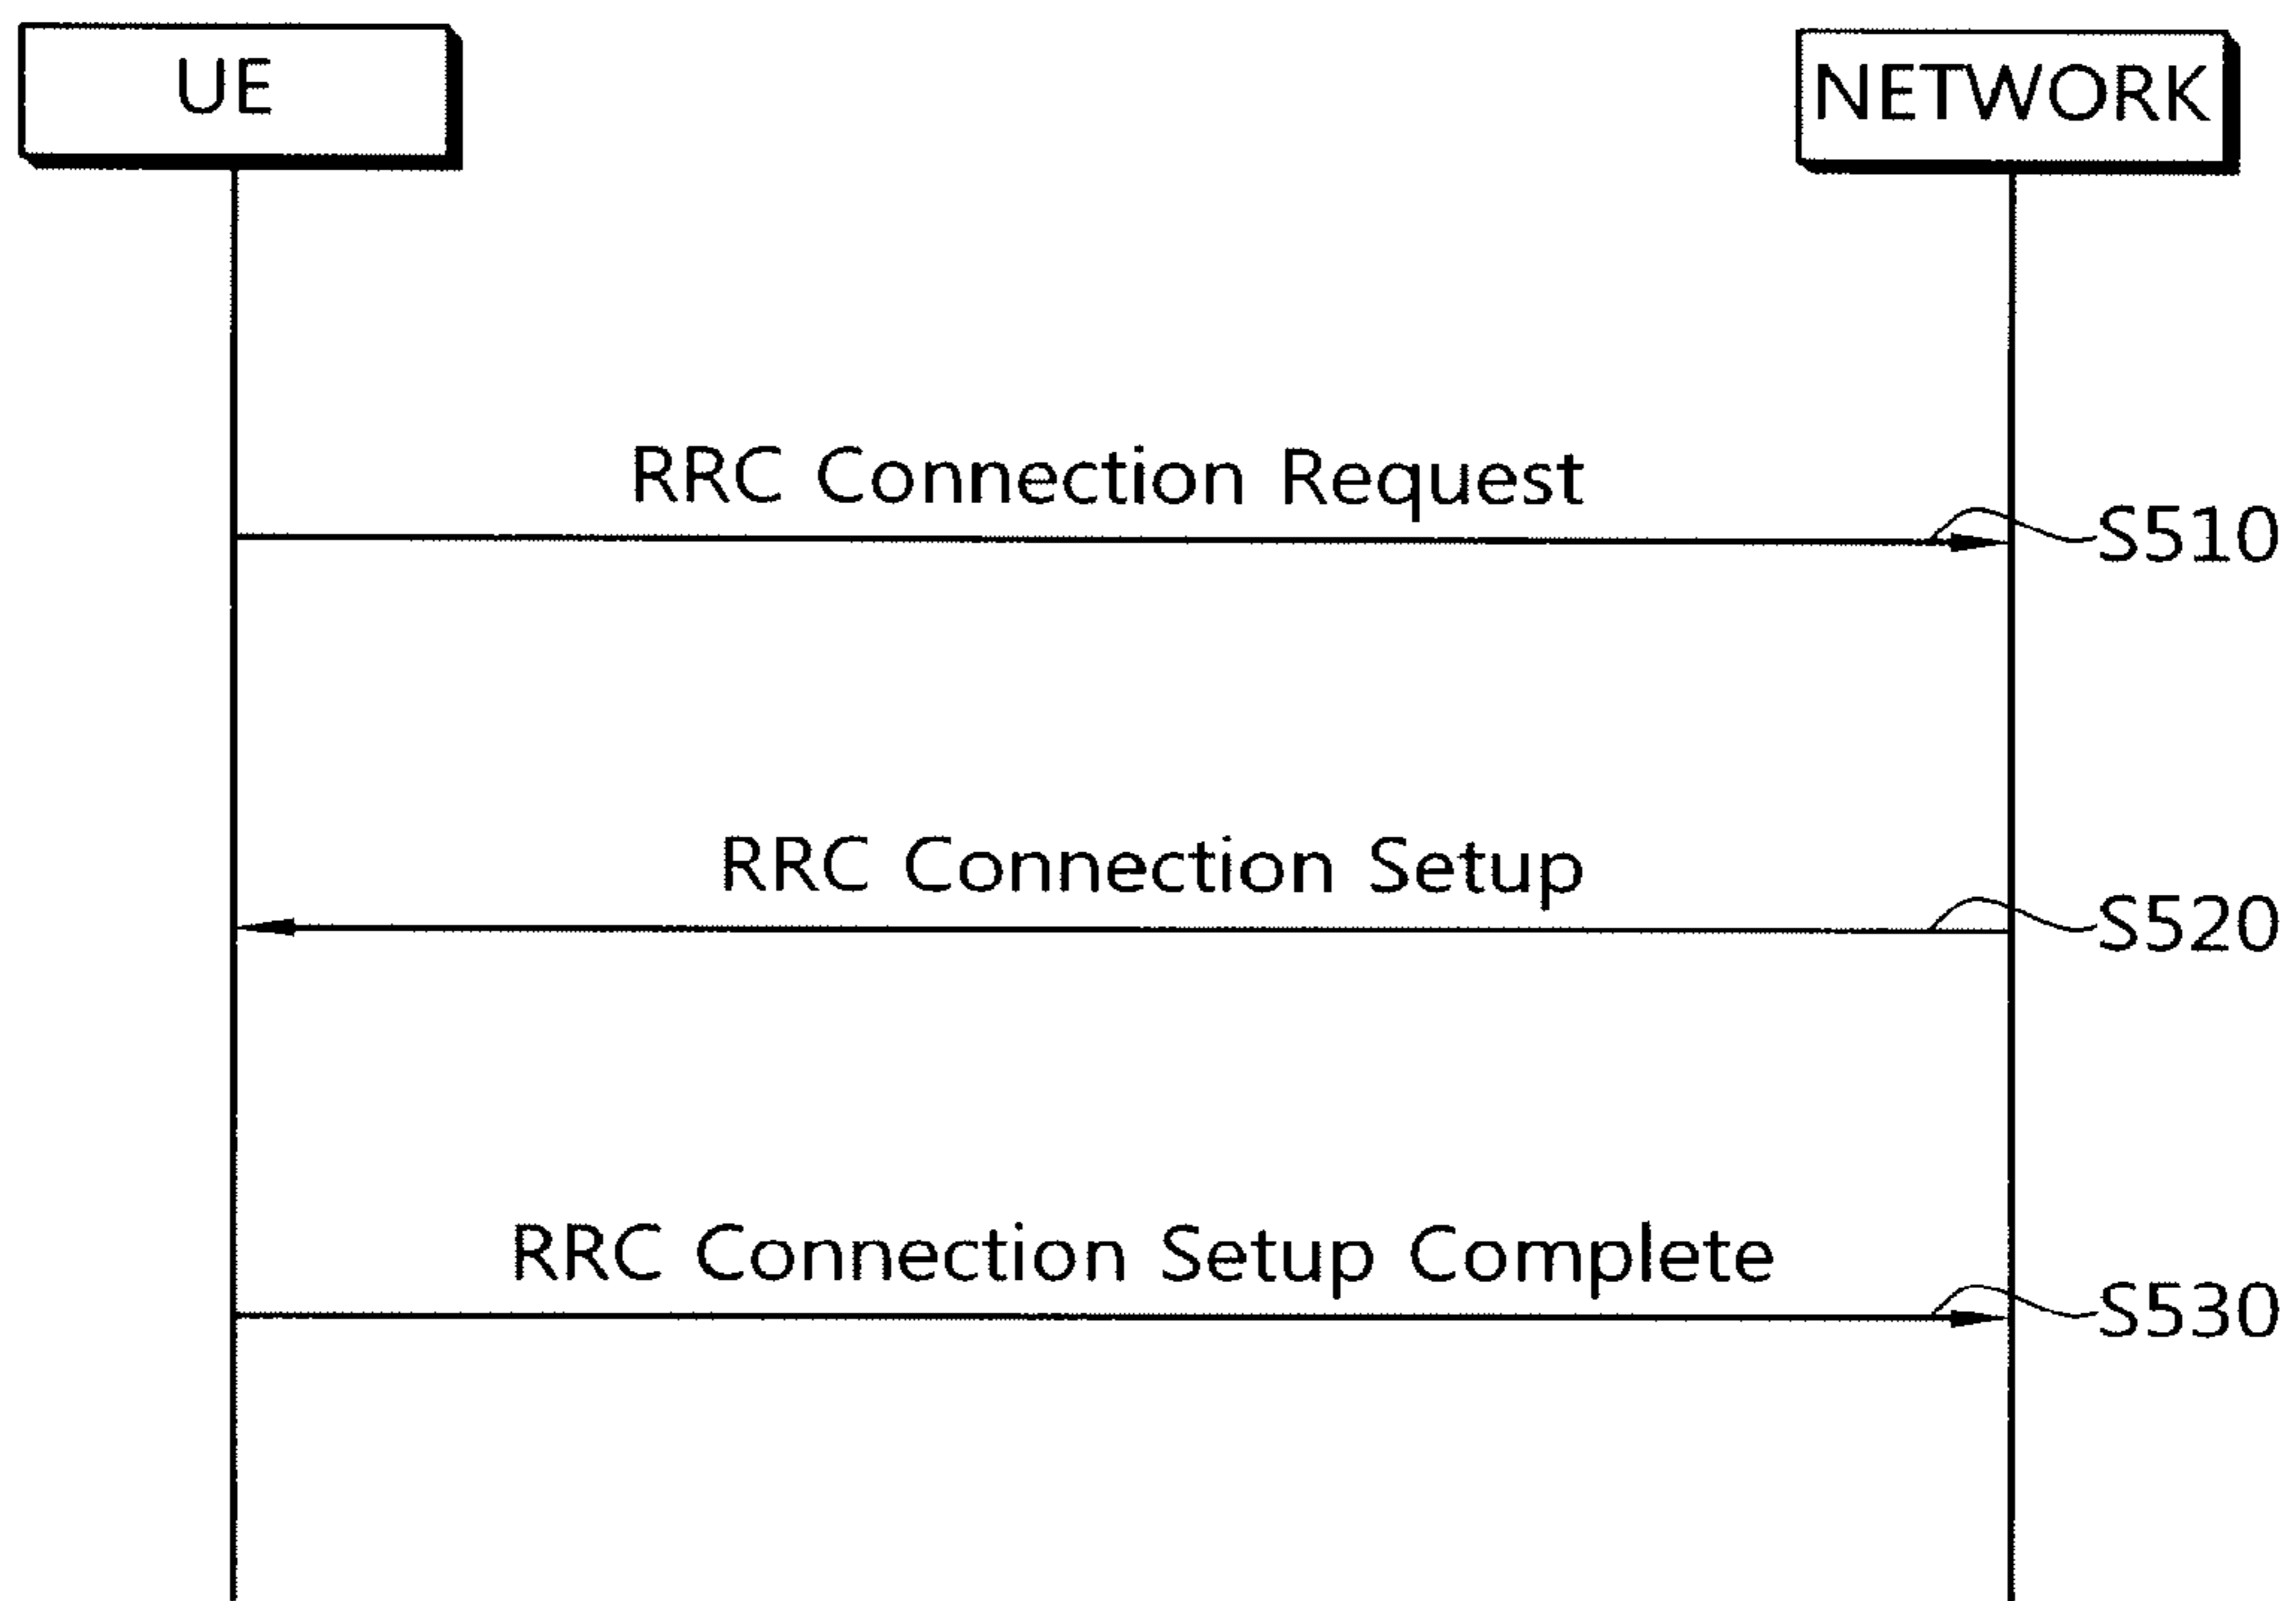 UE
NETWORK
RRC Connection Request
S510
RRC Connection Setup
S520
RRC Connection Setup Complete
S530